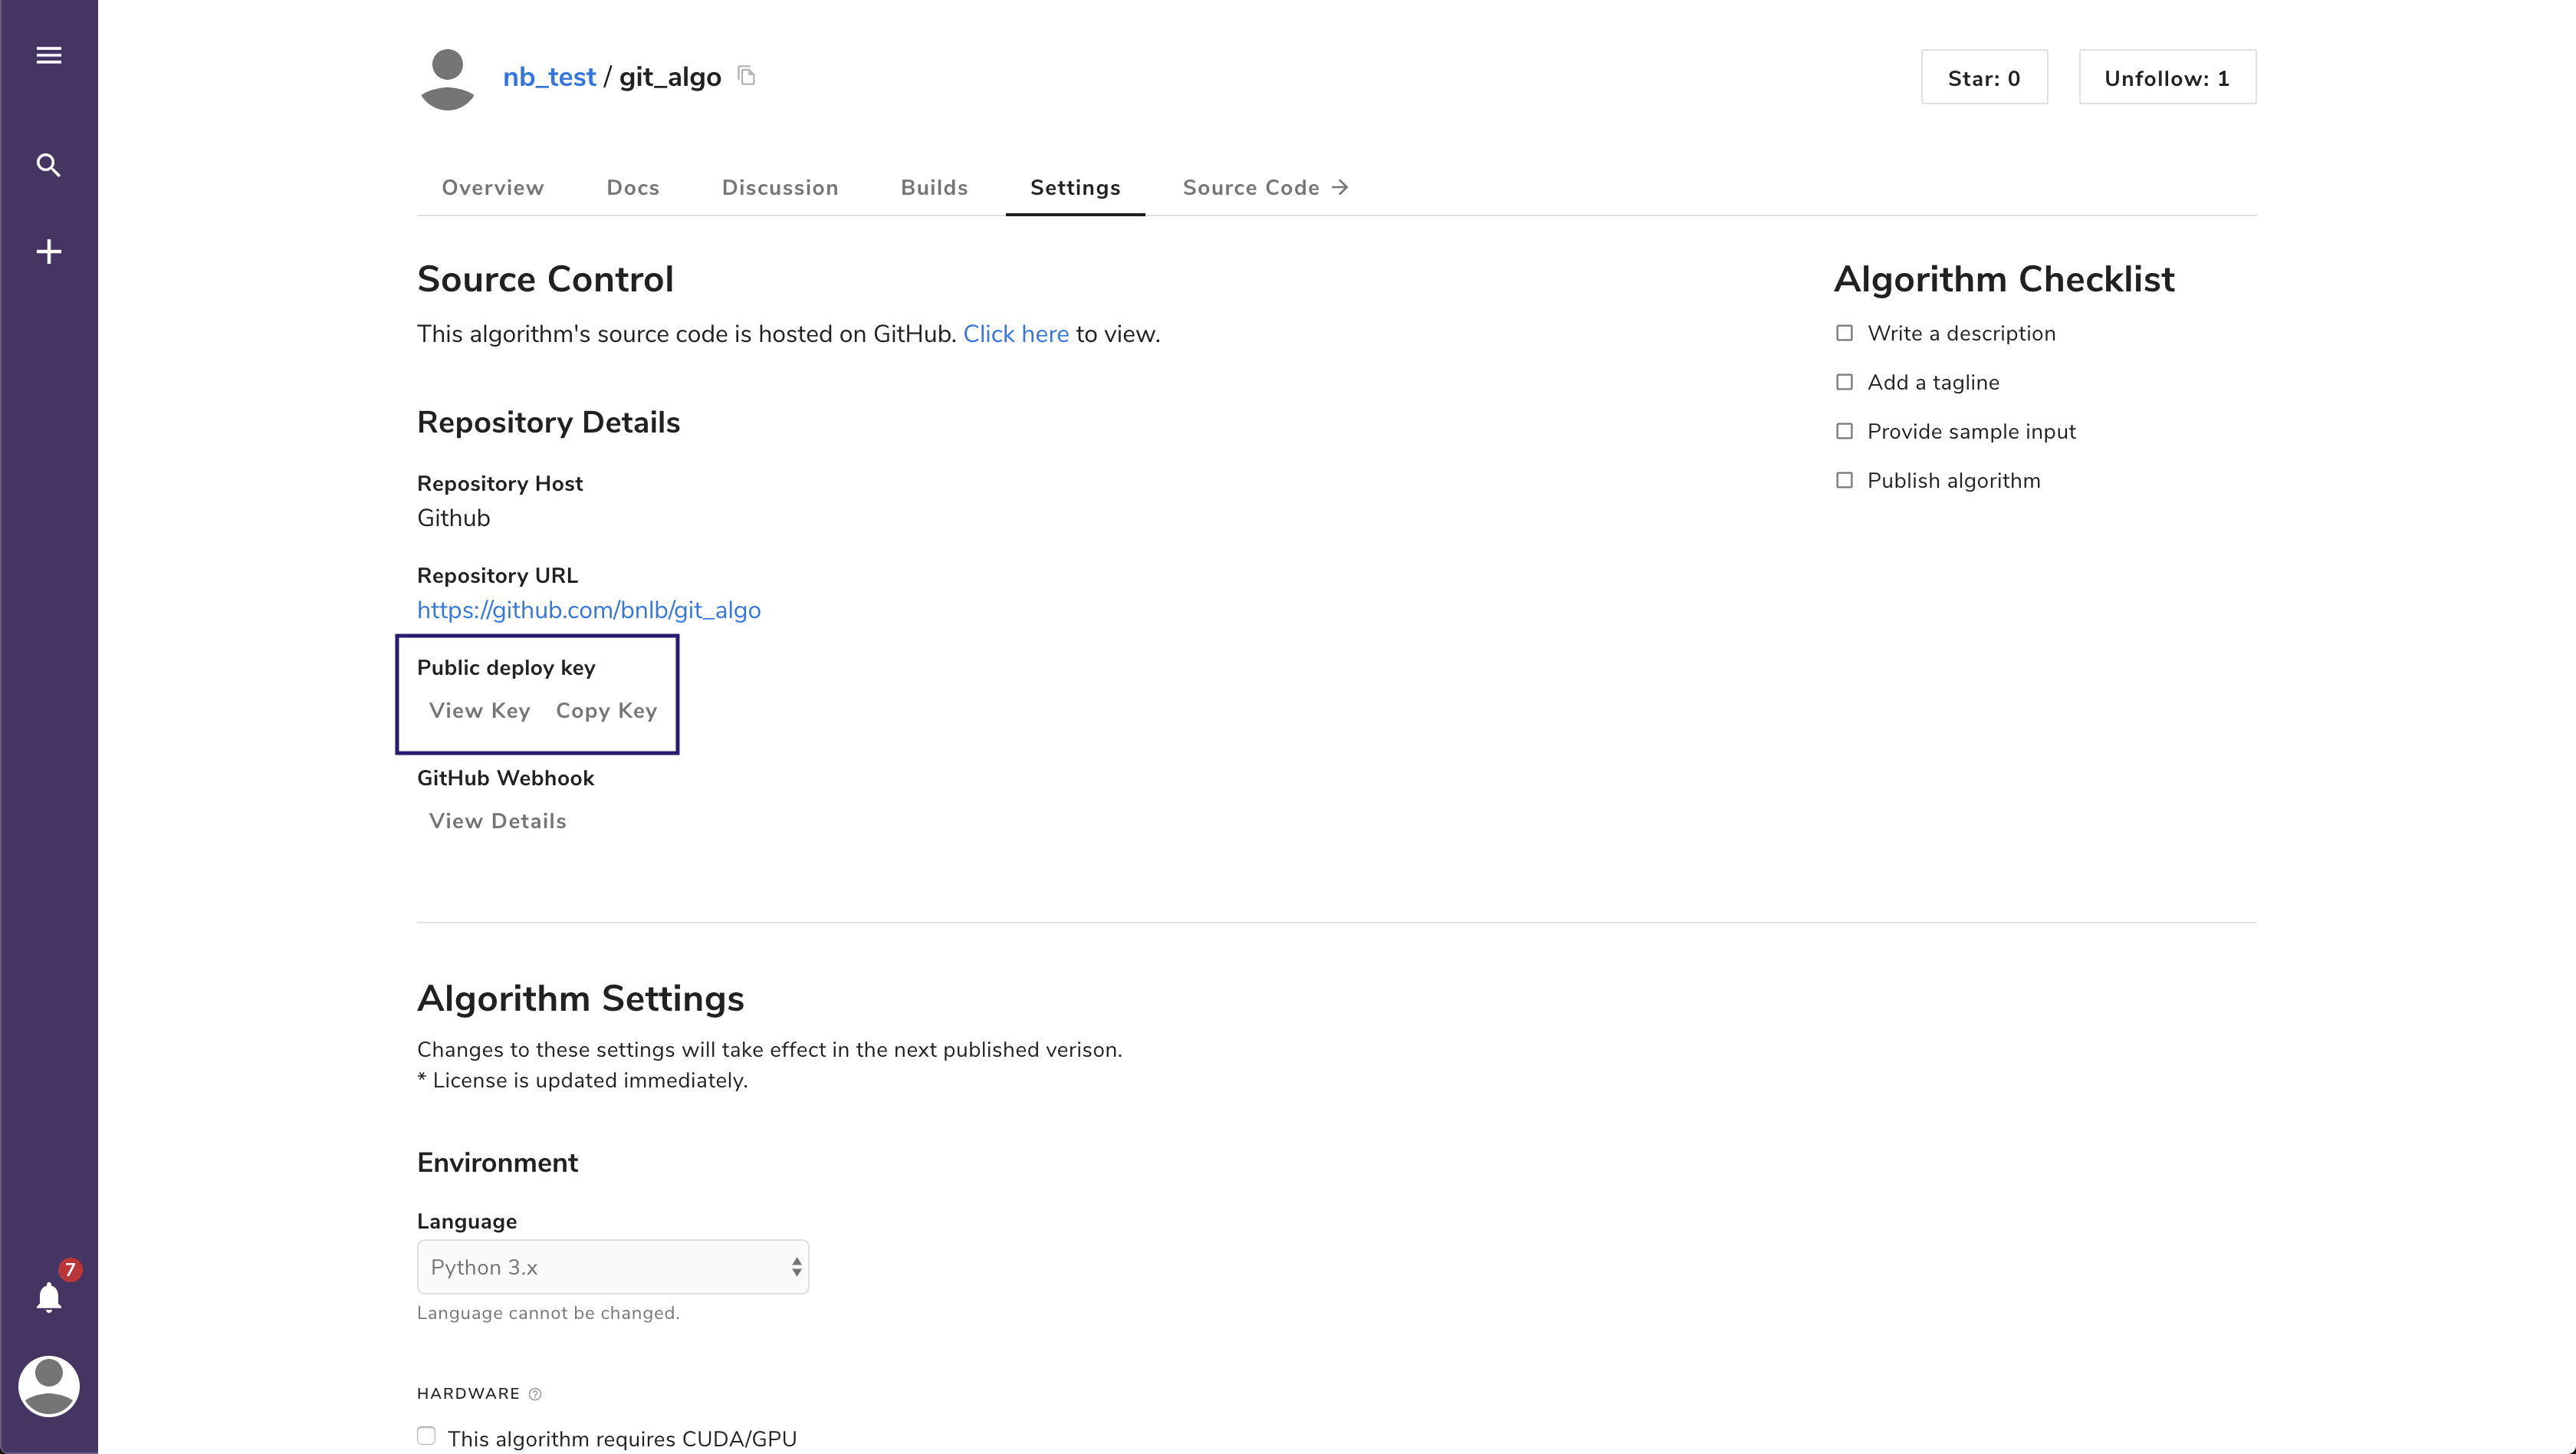 nb_test / git_algo
Star: 0
Unfollow: 1
Overview
Docs
Discussion
Builds
Settings
Source Code →
Source Control
This algorithm's source code is hosted on GitHub. Click here to view.
Repository Details
Repository Host
Github
Repository URL
https://github.com/bnlb/git_algo
Public deploy key
View Key
Copy Key
GitHub Webhook
View Details
Algorithm Checklist
Write a description
Add a tagline
Provide sample input
Publish algorithm
Algorithm Settings
Changes to these settings will take effect in the next published verison.
* License is updated immediately.
Environment
Language
Python 3.x
Language cannot be changed.
HARDWARE ?
This algorithm requires CUDA/GPU
7